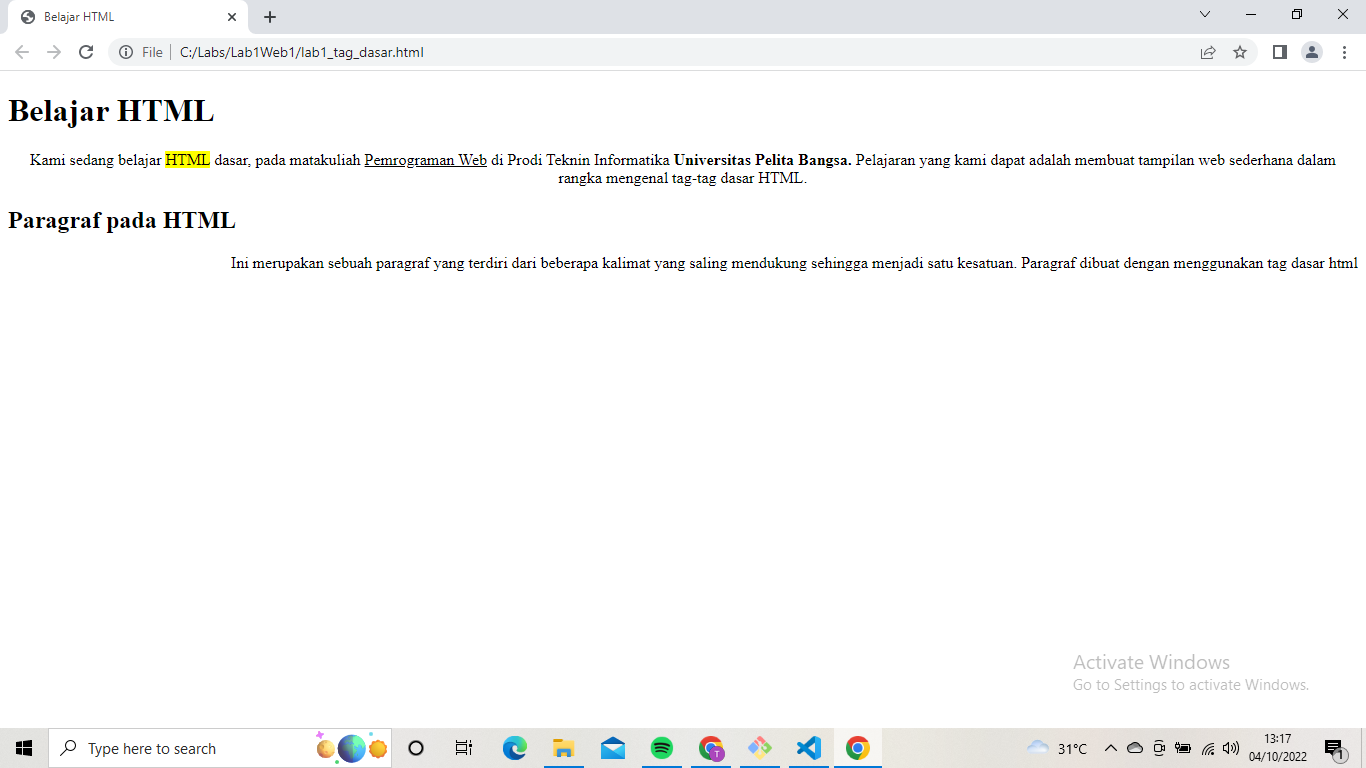 Belajar HTML
File
C:/Labs/Lab1Web1/lab1_tag_dasar.html
Belajar HTML
Kami sedang belajar HTML dasar, pada matakuliah Pemrograman Web di Prodi Teknin Informatika Universitas Pelita Bangsa. Pelajaran yang kami dapat adalah membuat tampilan web sederhana dalam
rangka mengenal tag-tag dasar HTML.
Paragraf pada HTML
Ini merupakan sebuah paragraf yang terdiri dari beberapa kalimat yang saling mendukung sehingga menjadi satu kesatuan. Paragraf dibuat dengan menggunakan tag dasar html
Activate Windows
Go to Settings to activate Windows.
Type here to search
T
31°C
13:17
04/10/2022
1